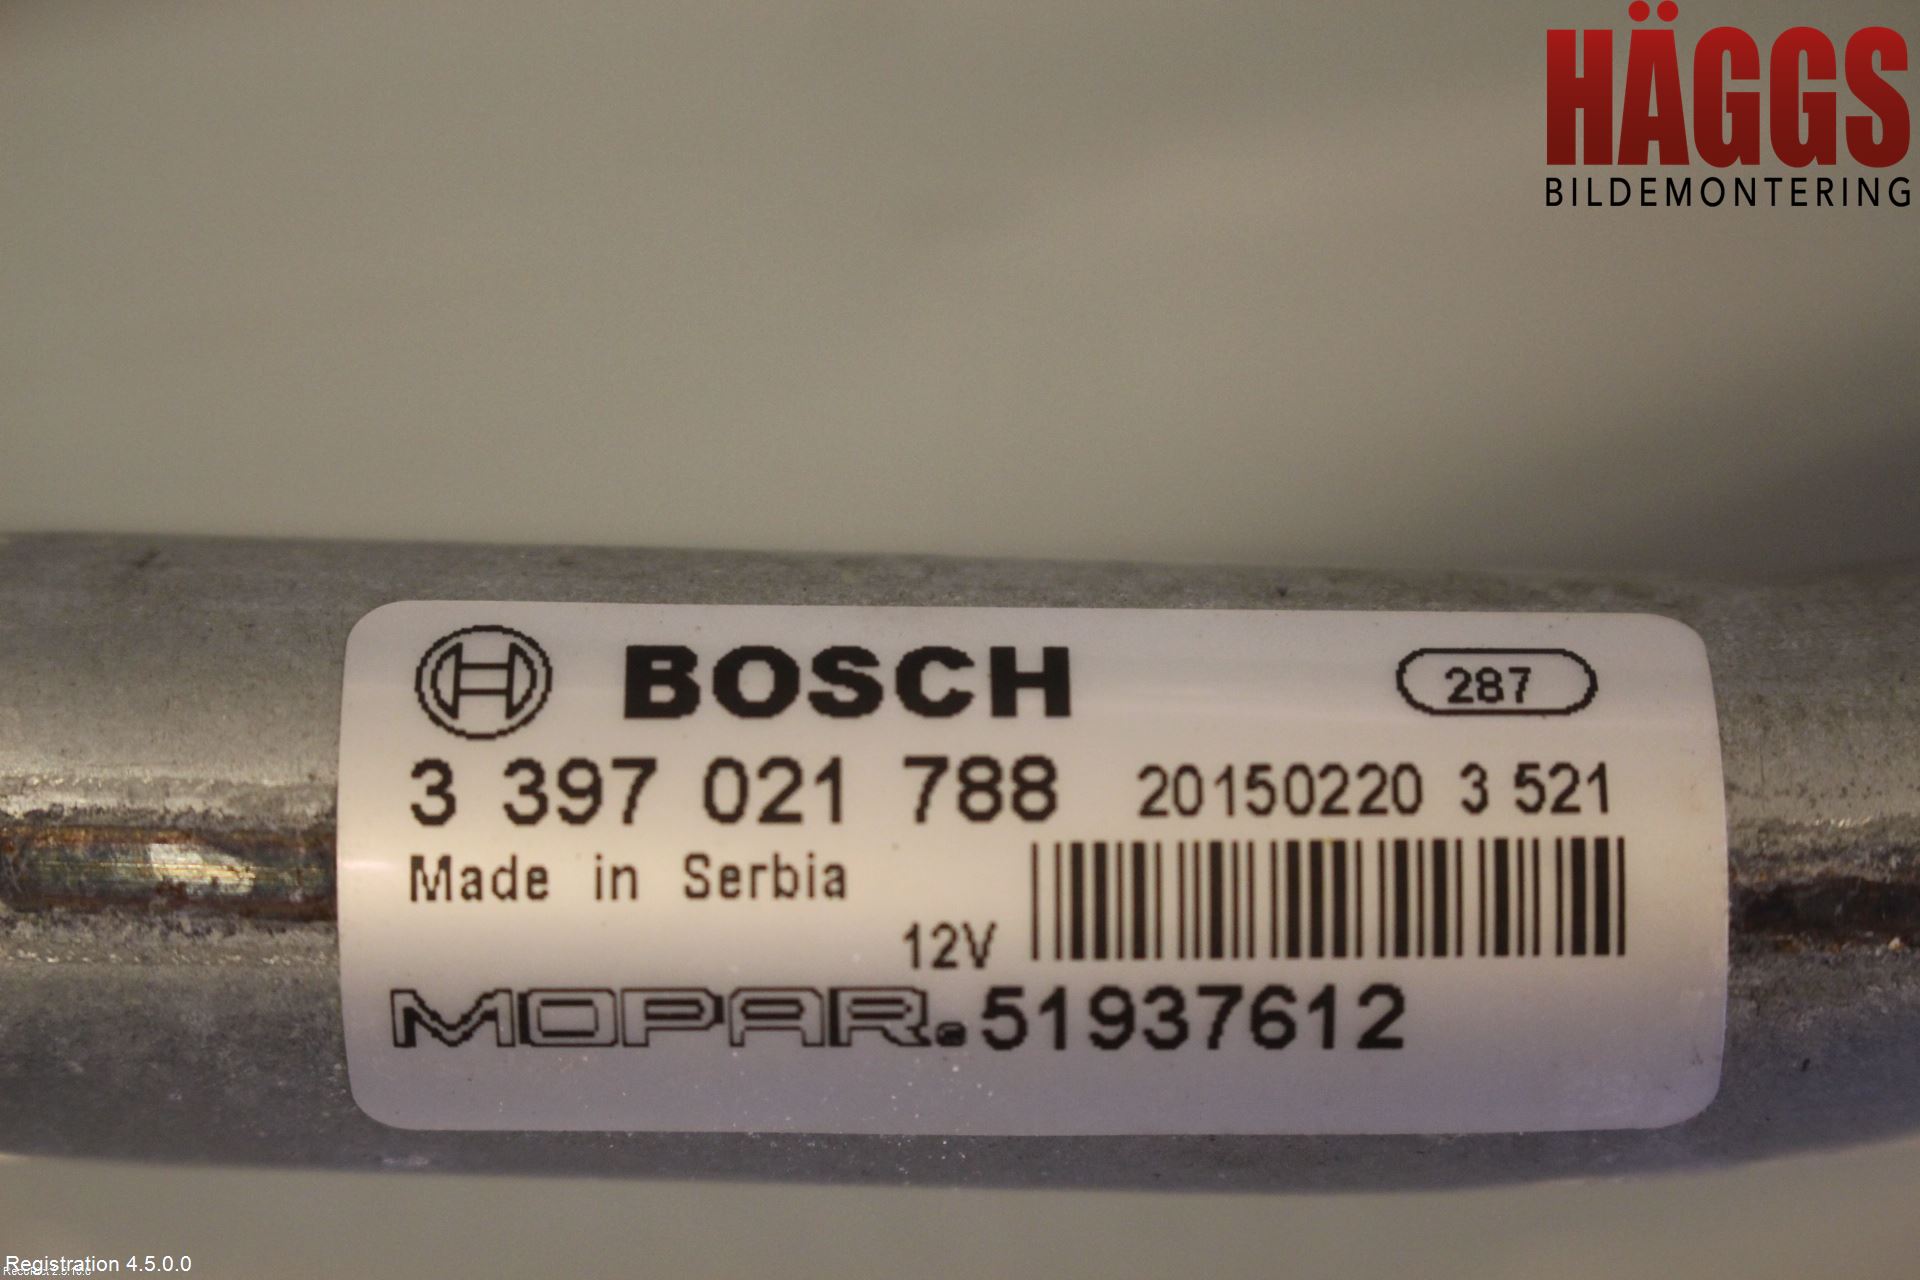 HÄGGS
BILDEMONTERING
BOSCH 287
3 397 021 788 20150220 3 521
Made in Serbia
12V
MOPAR. 51937612
Registration 4.5.0.0